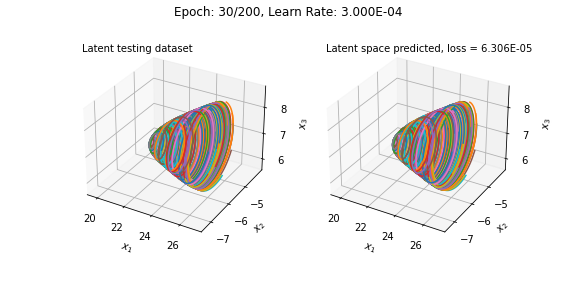 Epoch: 30/200, Learn Rate: 3.000E-04
Latent testing dataset
8
7
6
x₃
20
22
24
26
x₁
−7
−6
−5
x₂
Latent space predicted, loss = 6.306E-05
8
7
6
x₃
20
22
24
26
x₁
−7
−6
−5
x₂